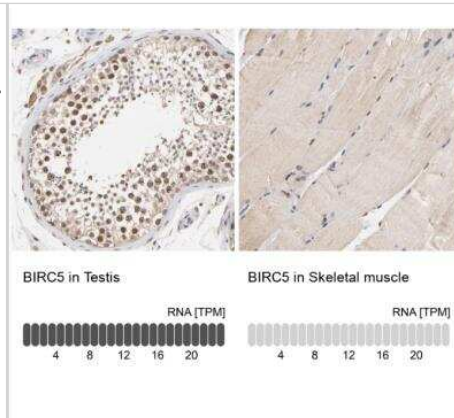 BIRC5 in Testis
RNA [TPM]
4 8 12 16 20
BIRC5 in Skeletal muscle
RNA [TPM]
4 8 12 16 20